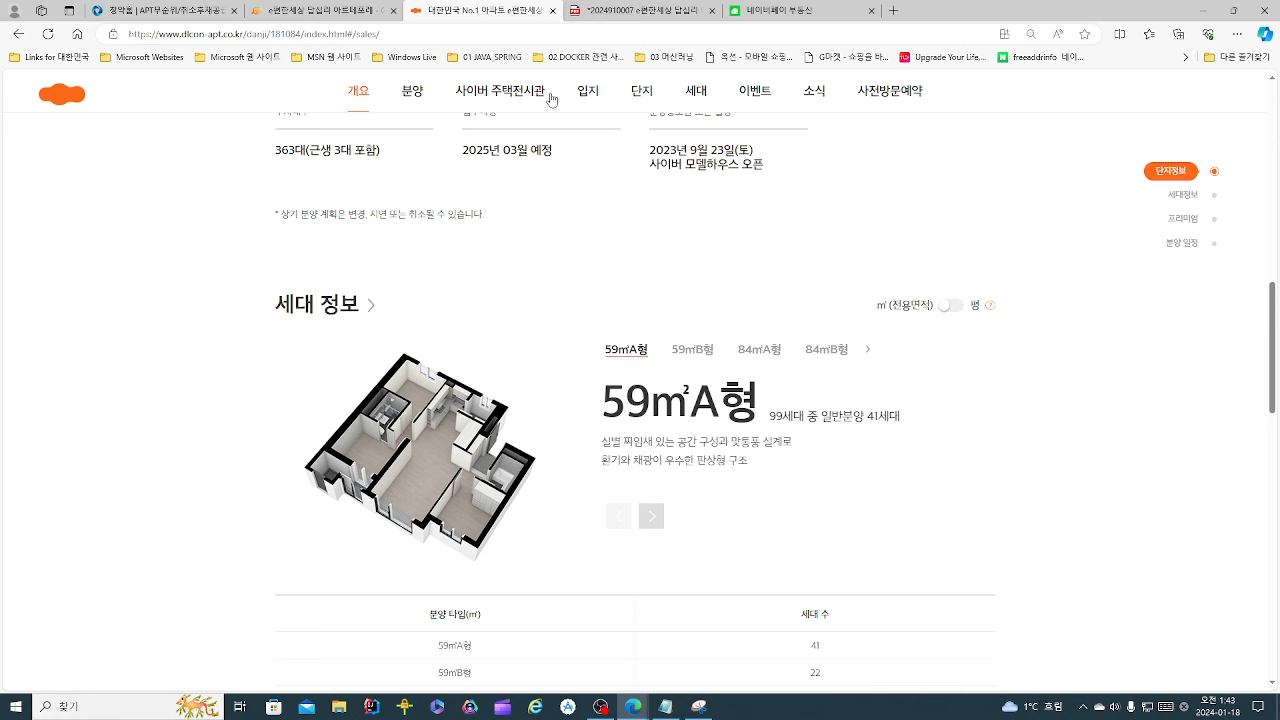 청약홈 | APT무순위/취소후재공급
e편한세상 탑엘리 아트테로레
대한민국 No.1 아파트 e편한세상
*2024910007 e편한세상 탑엘리
네이버페이 부동산
https://www.dlcon-apt.co.kr/danji/181084/index.html#/sales/
Links for 대한민국 Microsoft Websites Microsoft 웹 사이트 MSN 웹 사이트 Windows Live 01 JAVA,SPRING 02 DOCKER 관련 사... 03 머신러닝 옥션 - 모바일 쇼핑... G마켓 - 쇼핑을 바... Upgrade Your Life,... freeaddrinfo: 네이... 다른 즐겨찾기
개요 분양 사이버 주택전시관 입지 단지 세대 이벤트 소식 사전방문예약
363대(근생 3대 포함) 2025년 03월 예정 2023년 9월 23일(토)
사이버 모델하우스 오픈
단지정보
세대정보
프리미엄
분양 일정
* 상기 분양 계획은 변경, 지연 또는 취소될 수 있습니다.
세대 정보 ㎡(전용면적) 평
59㎡A형 59㎡B형 84㎡A형 84㎡B형
59㎡A형 99세대 중 일반분양 41세대
실별 짜임새 있는 공간 구성과 맞통풍 설계로
환기와 채광이 우수한 판상형 구조
분양 타입(㎡) 세대 수
59㎡A형 41
59㎡B형 22
찾기
1℃ 흐림
오전 1:43
2024-01-18